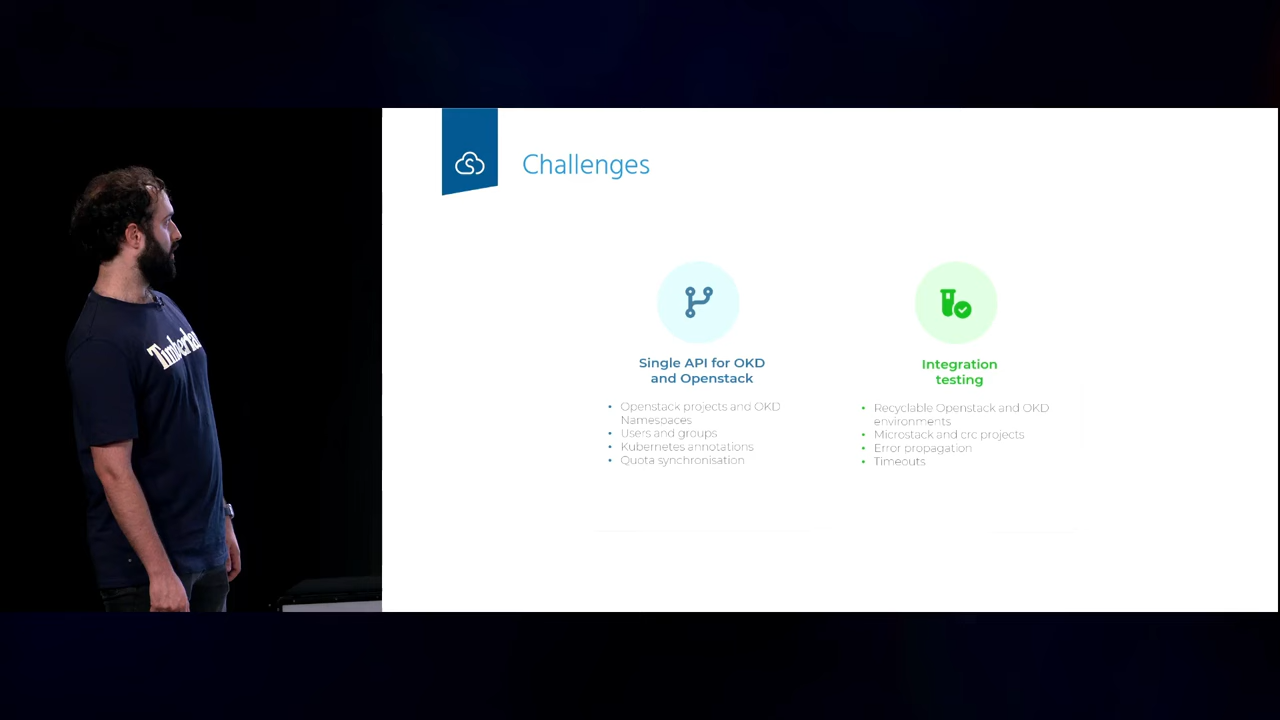 Challenges
Single API for OKD
and Openstack
Openstack projects and OKD
Namespaces
Users and groups
Kubernetes annotations
Quota synchronisation
Integration
testing
Recyclable Openstack and OKD
environments
Microstack and crc projects
Error propagation
Timeouts